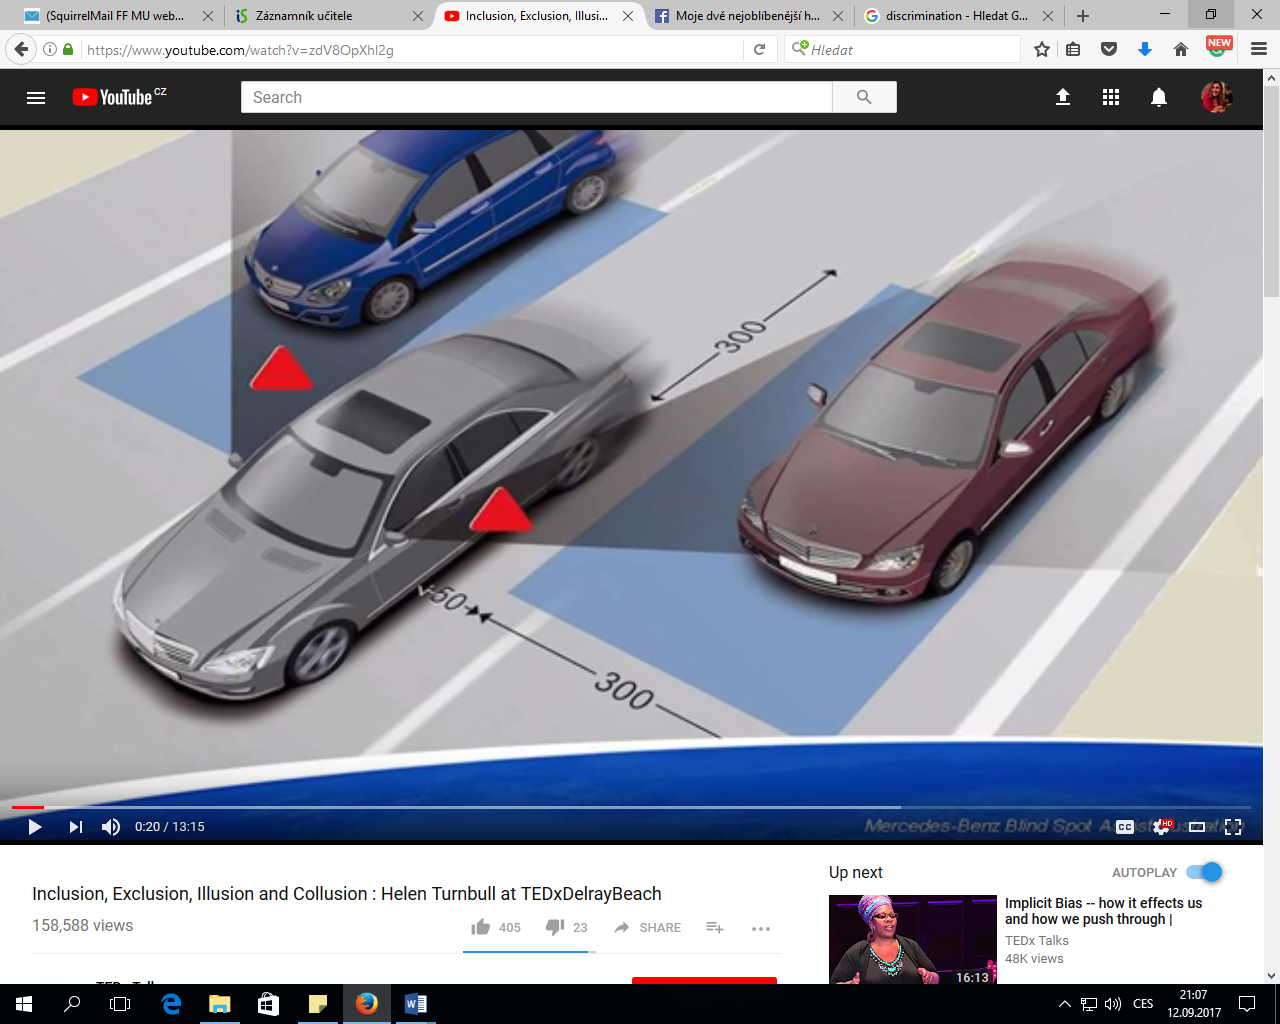 (SquirrelMail FF MU web...
Záznamník učitele
Inclusion, Exclusion, Illusi...
Moje dvě nejoblíbenější h...
discrimination - Hledat G...
https://www.youtube.com/watch?v=zdV8OpXhI2g
Hledat
NEW
YouTube CZ
Search
300
50
300
0:20 / 13:15
CC
HD
Mercedes-Benz Blind Spot
Inclusion, Exclusion, Illusion and Collusion : Helen Turnbull at TEDxDelrayBeach
158,588 views
405
23
SHARE
Up next
AUTOPLAY
Implicit Bias -- how it effects us
and how we push through |
TEDx Talks
48K views
16:13
CES
21:07
12.09.2017